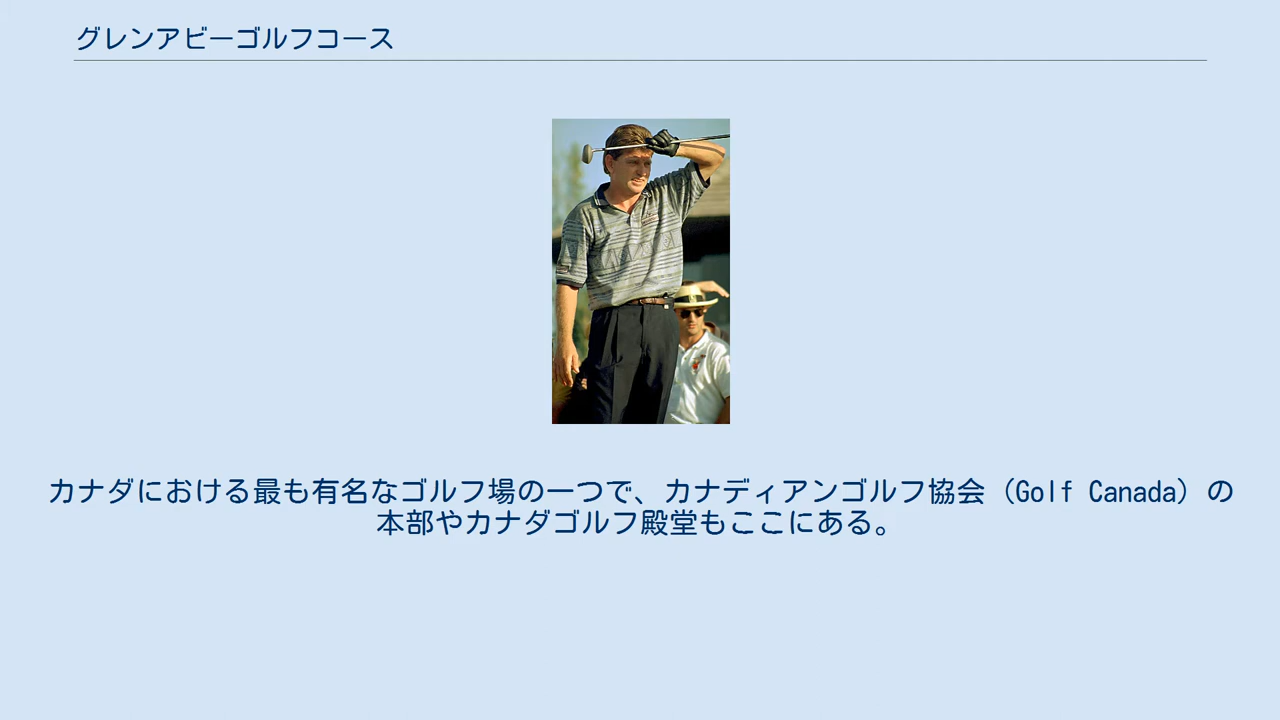 グレンアビーゴルフコース
カナダにおける最も有名なゴルフ場の一つで、カナディアンゴルフ協会（Golf Canada）の
本部やカナダゴルフ殿堂もここにある。